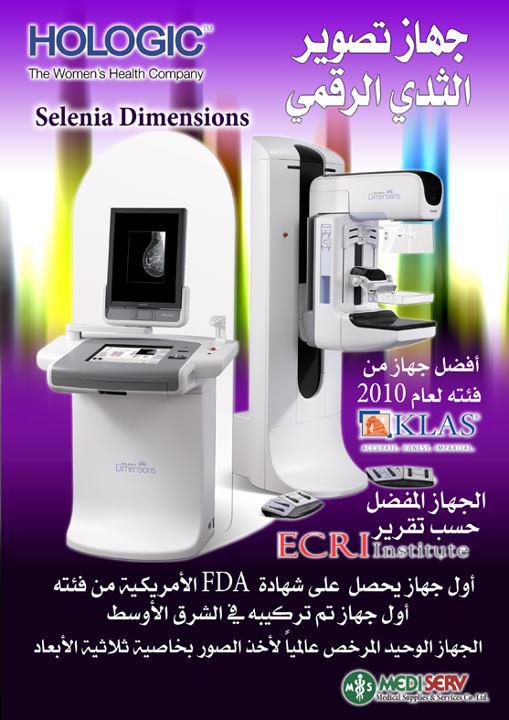 HOLOGIC™
The Women's Health Company
جهاز تصوير
الثدي الرقمي
Selenia Dimensions
Dimensions
Dimensions
أفضل جهاز من
فئته لعام 2010
KLAS®
ACCURATE. HONEST. IMPARTIAL.
الجهاز المفضل
حسب تقرير
ECRI Institute
أول جهاز يحصل على شهادة FDA الأمريكية من فئته
أول جهاز تم تركيبه في الشرق الأوسط
الجهاز الوحيد المرخص عالمياً لأخذ الصور بخاصية ثلاثية الأبعاد
M S MEDISERV
Medical Supplies & Services Co. Ltd.